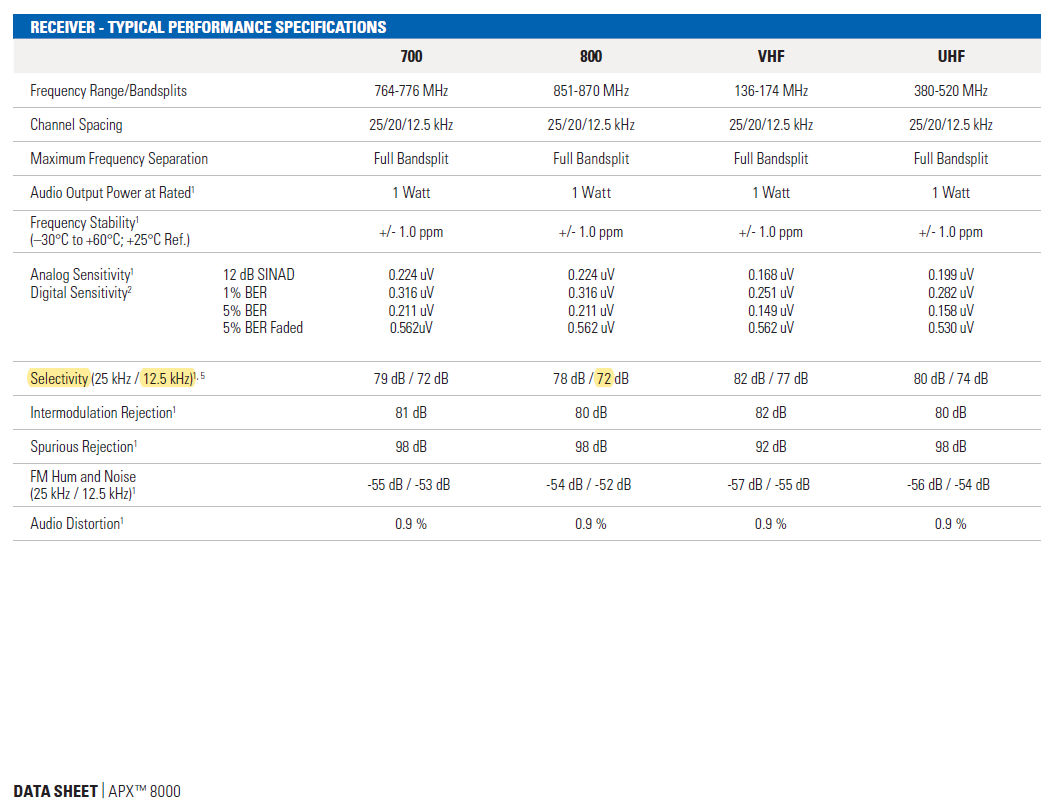 RECEIVER - TYPICAL PERFORMANCE SPECIFICATIONS
700 800 VHF UHF
Frequency Range/Bandsplits 764-776 MHz 851-870 MHz 136-174 MHz 380-520 MHz
Channel Spacing 25/20/12.5 kHz 25/20/12.5 kHz 25/20/12.5 kHz 25/20/12.5 kHz
Maximum Frequency Separation Full Bandsplit Full Bandsplit Full Bandsplit Full Bandsplit
Audio Output Power at Rated¹ 1 Watt 1 Watt 1 Watt 1 Watt
Frequency Stability¹
(–30°C to +60°C; +25°C Ref.) +/- 1.0 ppm +/- 1.0 ppm +/- 1.0 ppm +/- 1.0 ppm
Analog Sensitivity¹ 12 dB SINAD 0.224 uV 0.224 uV 0.168 uV 0.199 uV
Digital Sensitivity² 1% BER 0.316 uV 0.316 uV 0.251 uV 0.282 uV
5% BER 0.211 uV 0.211 uV 0.149 uV 0.158 uV
5% BER Faded 0.562uV 0.562 uV 0.562 uV 0.530 uV
Selectivity (25 kHz / 12.5 kHz)¹,⁵ 79 dB / 72 dB 78 dB / 72 dB 82 dB / 77 dB 80 dB / 74 dB
Intermodulation Rejection¹ 81 dB 80 dB 82 dB 80 dB
Spurious Rejection¹ 98 dB 98 dB 92 dB 98 dB
FM Hum and Noise
(25 kHz / 12.5 kHz)¹ -55 dB / -53 dB -54 dB / -52 dB -57 dB / -55 dB -56 dB / -54 dB
Audio Distortion¹ 0.9 % 0.9 % 0.9 % 0.9 %
DATA SHEET | APX™ 8000